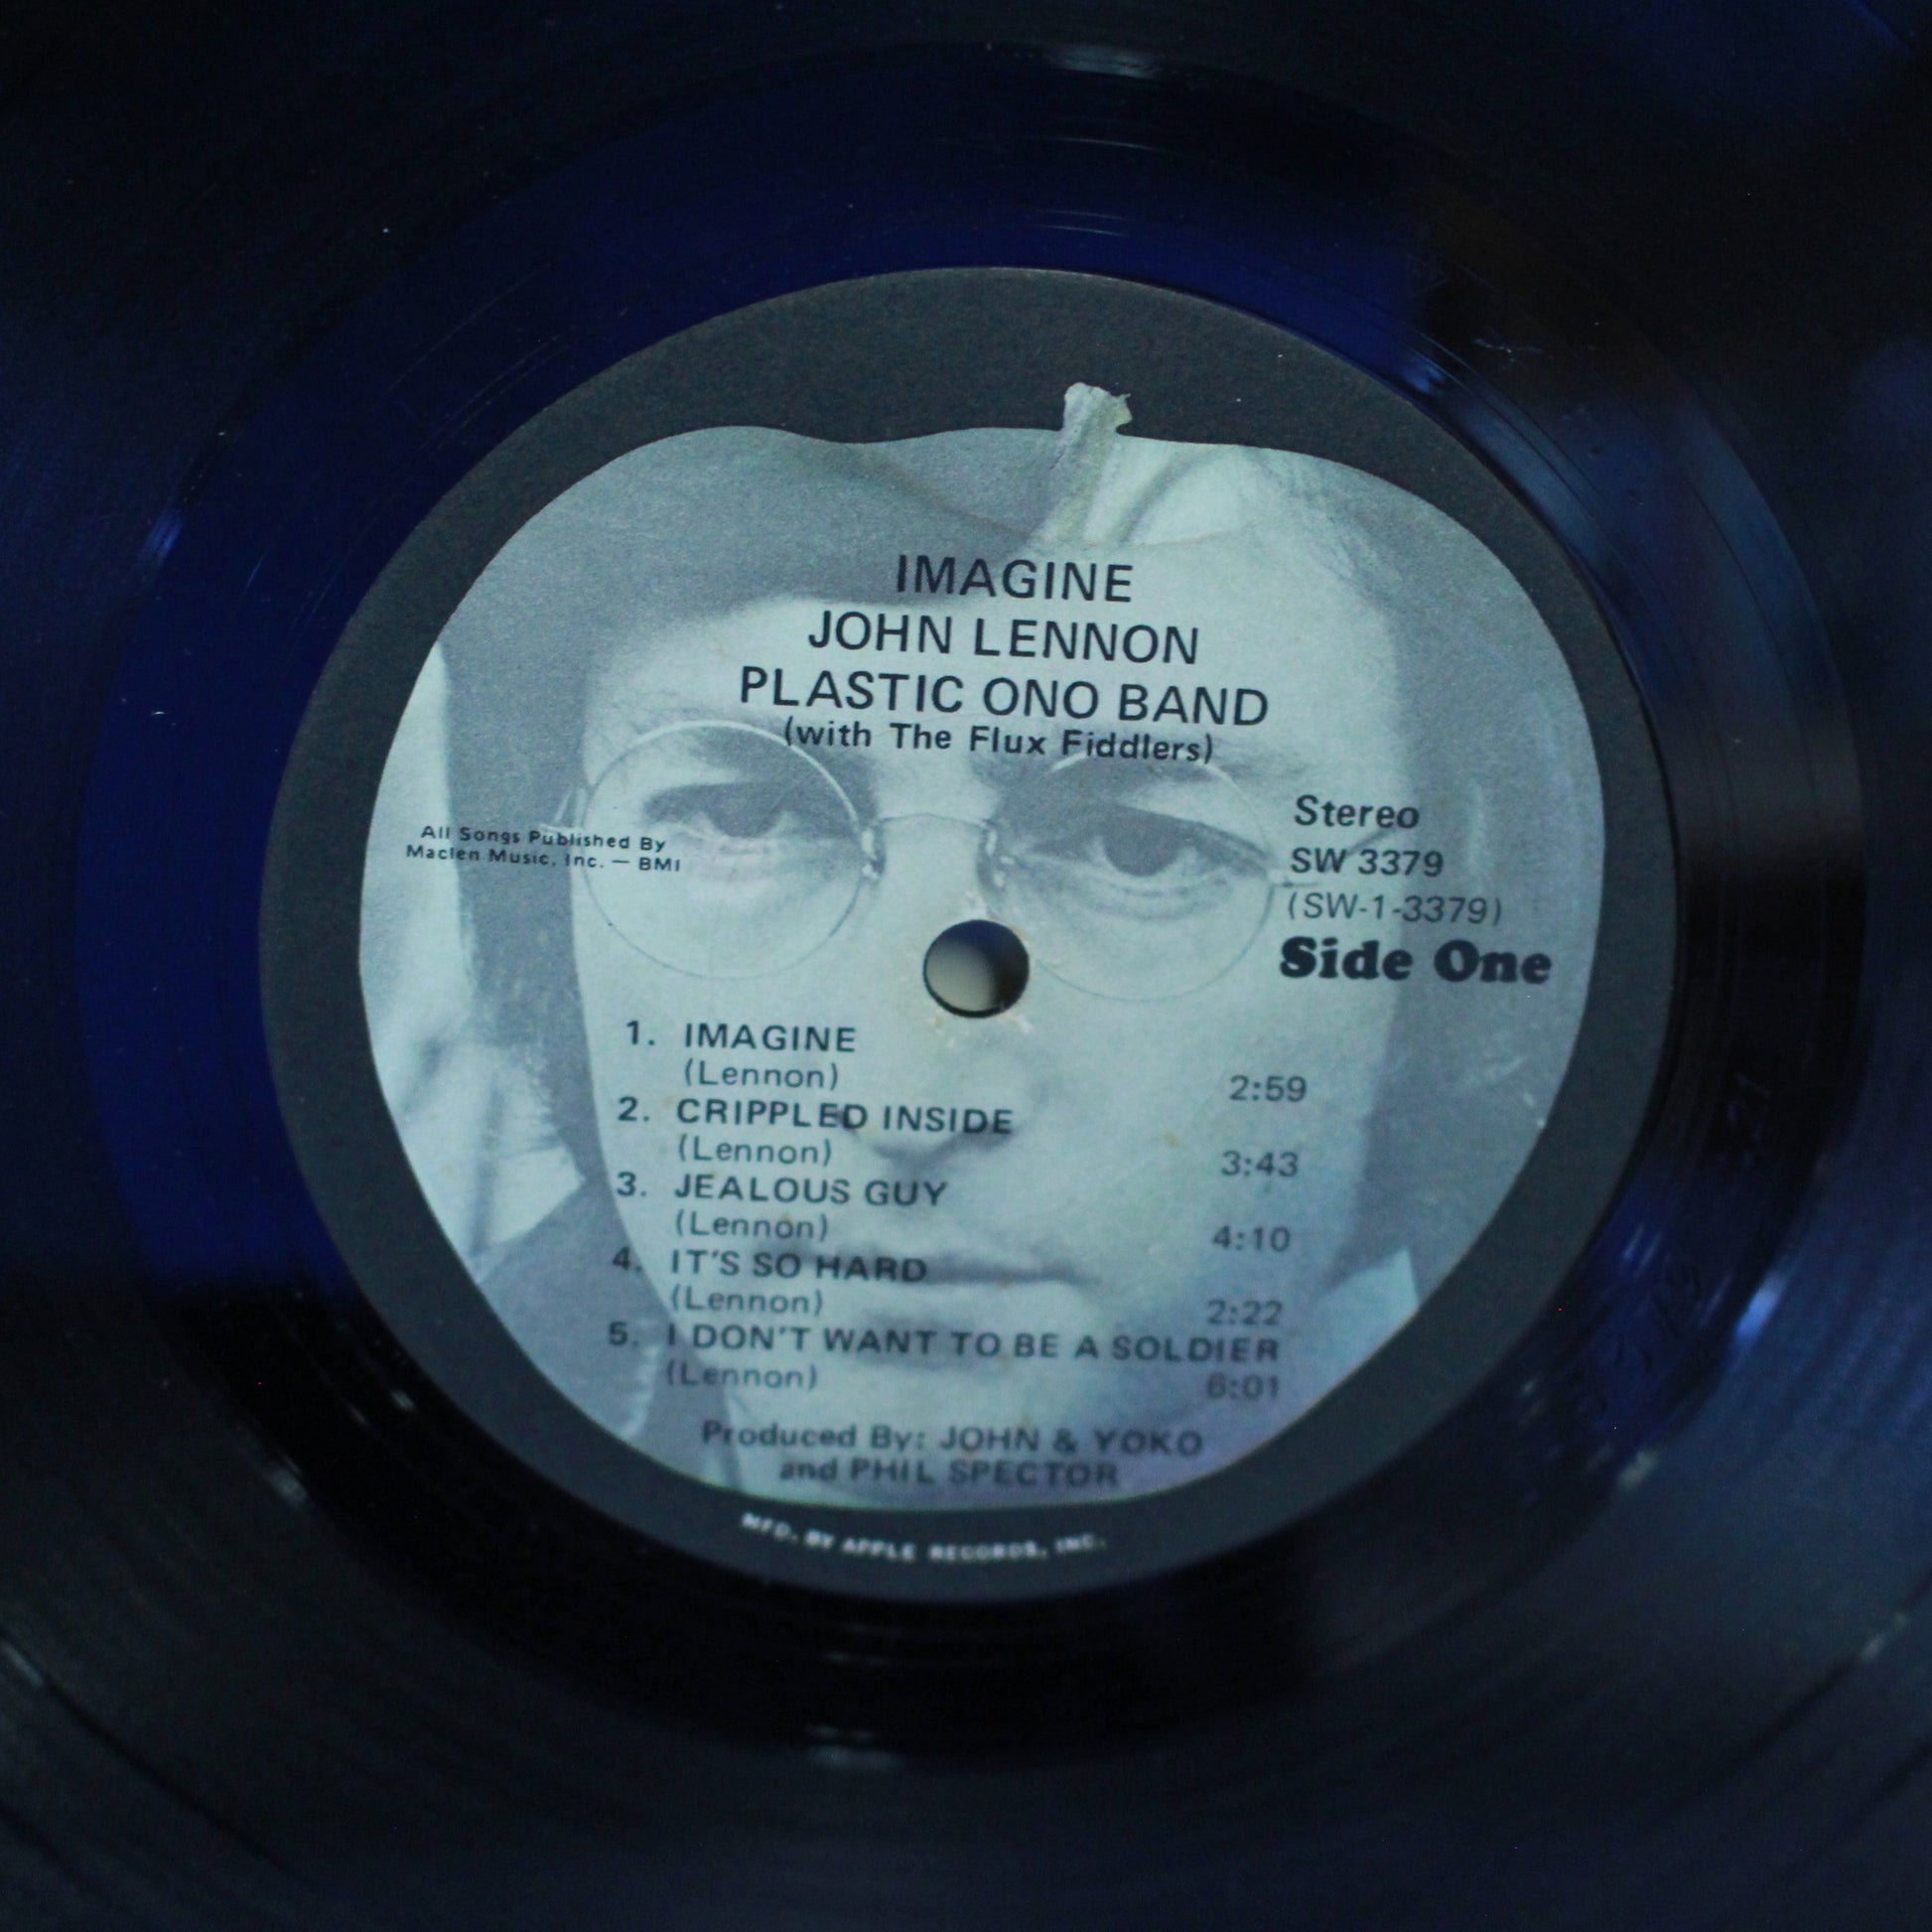 IMAGINE
JOHN LENNON
PLASTIC ONO BAND
(with The Flux Fiddlers)
All Songs Published By
Maclen Music, Inc. — BMI
Stereo
SW 3379
(SW-1-3379)
Side One
1. IMAGINE
(Lennon) 2:59
2. CRIPPLED INSIDE
(Lennon) 3:43
3. JEALOUS GUY
(Lennon) 4:10
4. IT'S SO HARD
(Lennon) 2:22
5. I DON'T WANT TO BE A SOLDIER
(Lennon) 6:01
Produced By: JOHN & YOKO
and PHIL SPECTOR
MFD. BY APPLE RECORDS, INC.